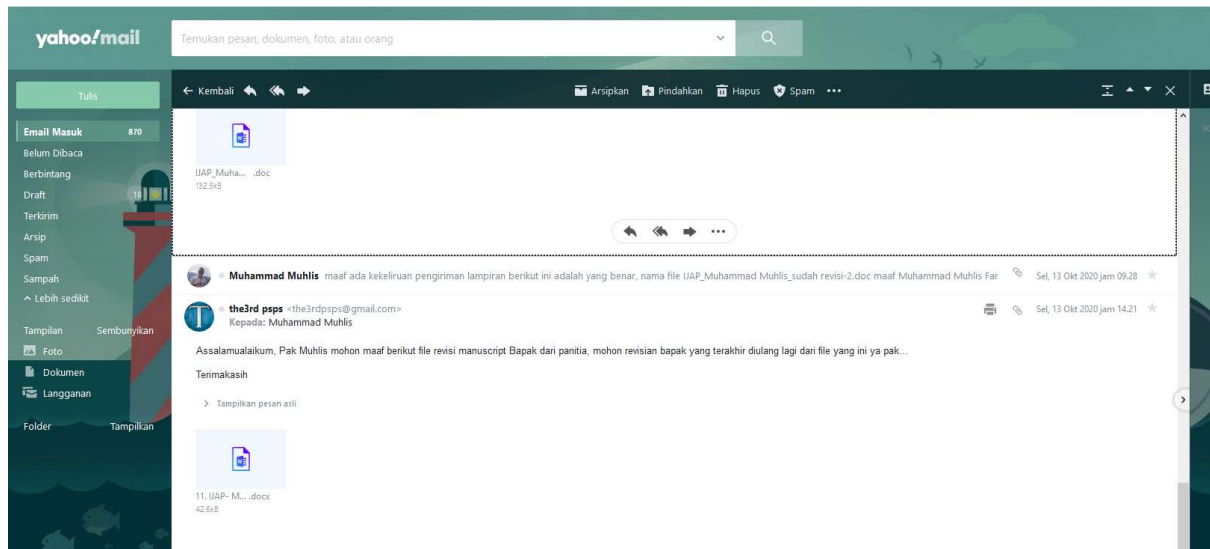 yahoo!mail
Temukan pesan, dokumen, foto, atau orang
Tulis
Kembali
Arsipkan
Pindahkan
Hapus
Spam
Email Masuk 870
Belum Dibaca
Berbintang
Draft 18
Terkirim
Arsip
Spam
Sampah
Lebih sedikit
Tampilan Sembunyikan
Foto
Dokumen
Langganan
Folder Tampilkan
IJAP_Muha... .doc
132.5kB
Muhammad Muhlis maaf ada kekeliruan pengiriman lampiran berikut ini adalah yang benar, nama file IJAP_Muhammad Muhlis_sudah revisi-2.doc maaf Muhammad Muhlis Far Sel, 13 Okt 2020 jam 09.28
the3rd psps <the3rdpsps@gmail.com> Sel, 13 Okt 2020 jam 14.21
Kepada: Muhammad Muhlis
Assalamualaikum, Pak Muhlis mohon maaf berikut file revisi manuscript Bapak dari panitia, mohon revisian bapak yang terakhir diulang lagi dari file yang ini ya pak...
Terimakasih
Tampilkan pesan asli
11. IJAP- M... .docx
42.6kB